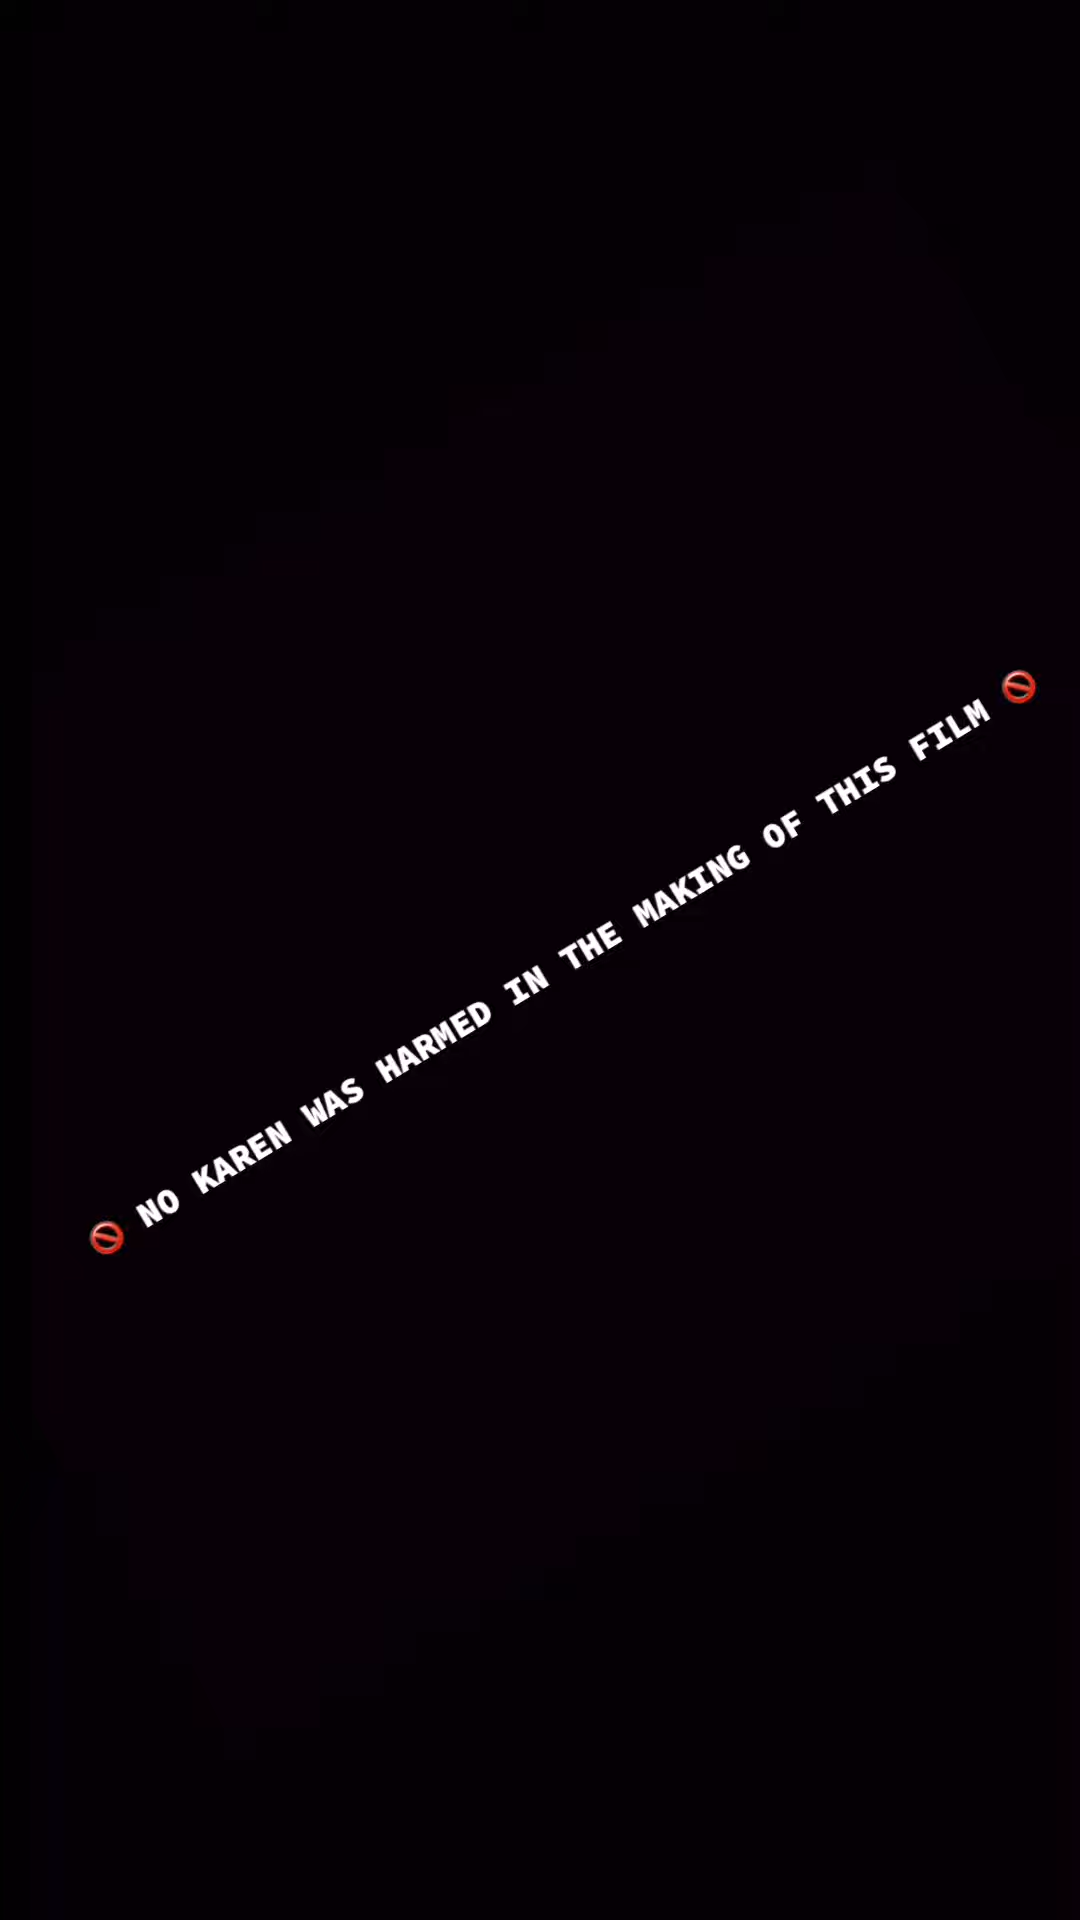 🚫 NO KAREN WAS HARMED IN THE MAKING OF THIS FILM 🚫